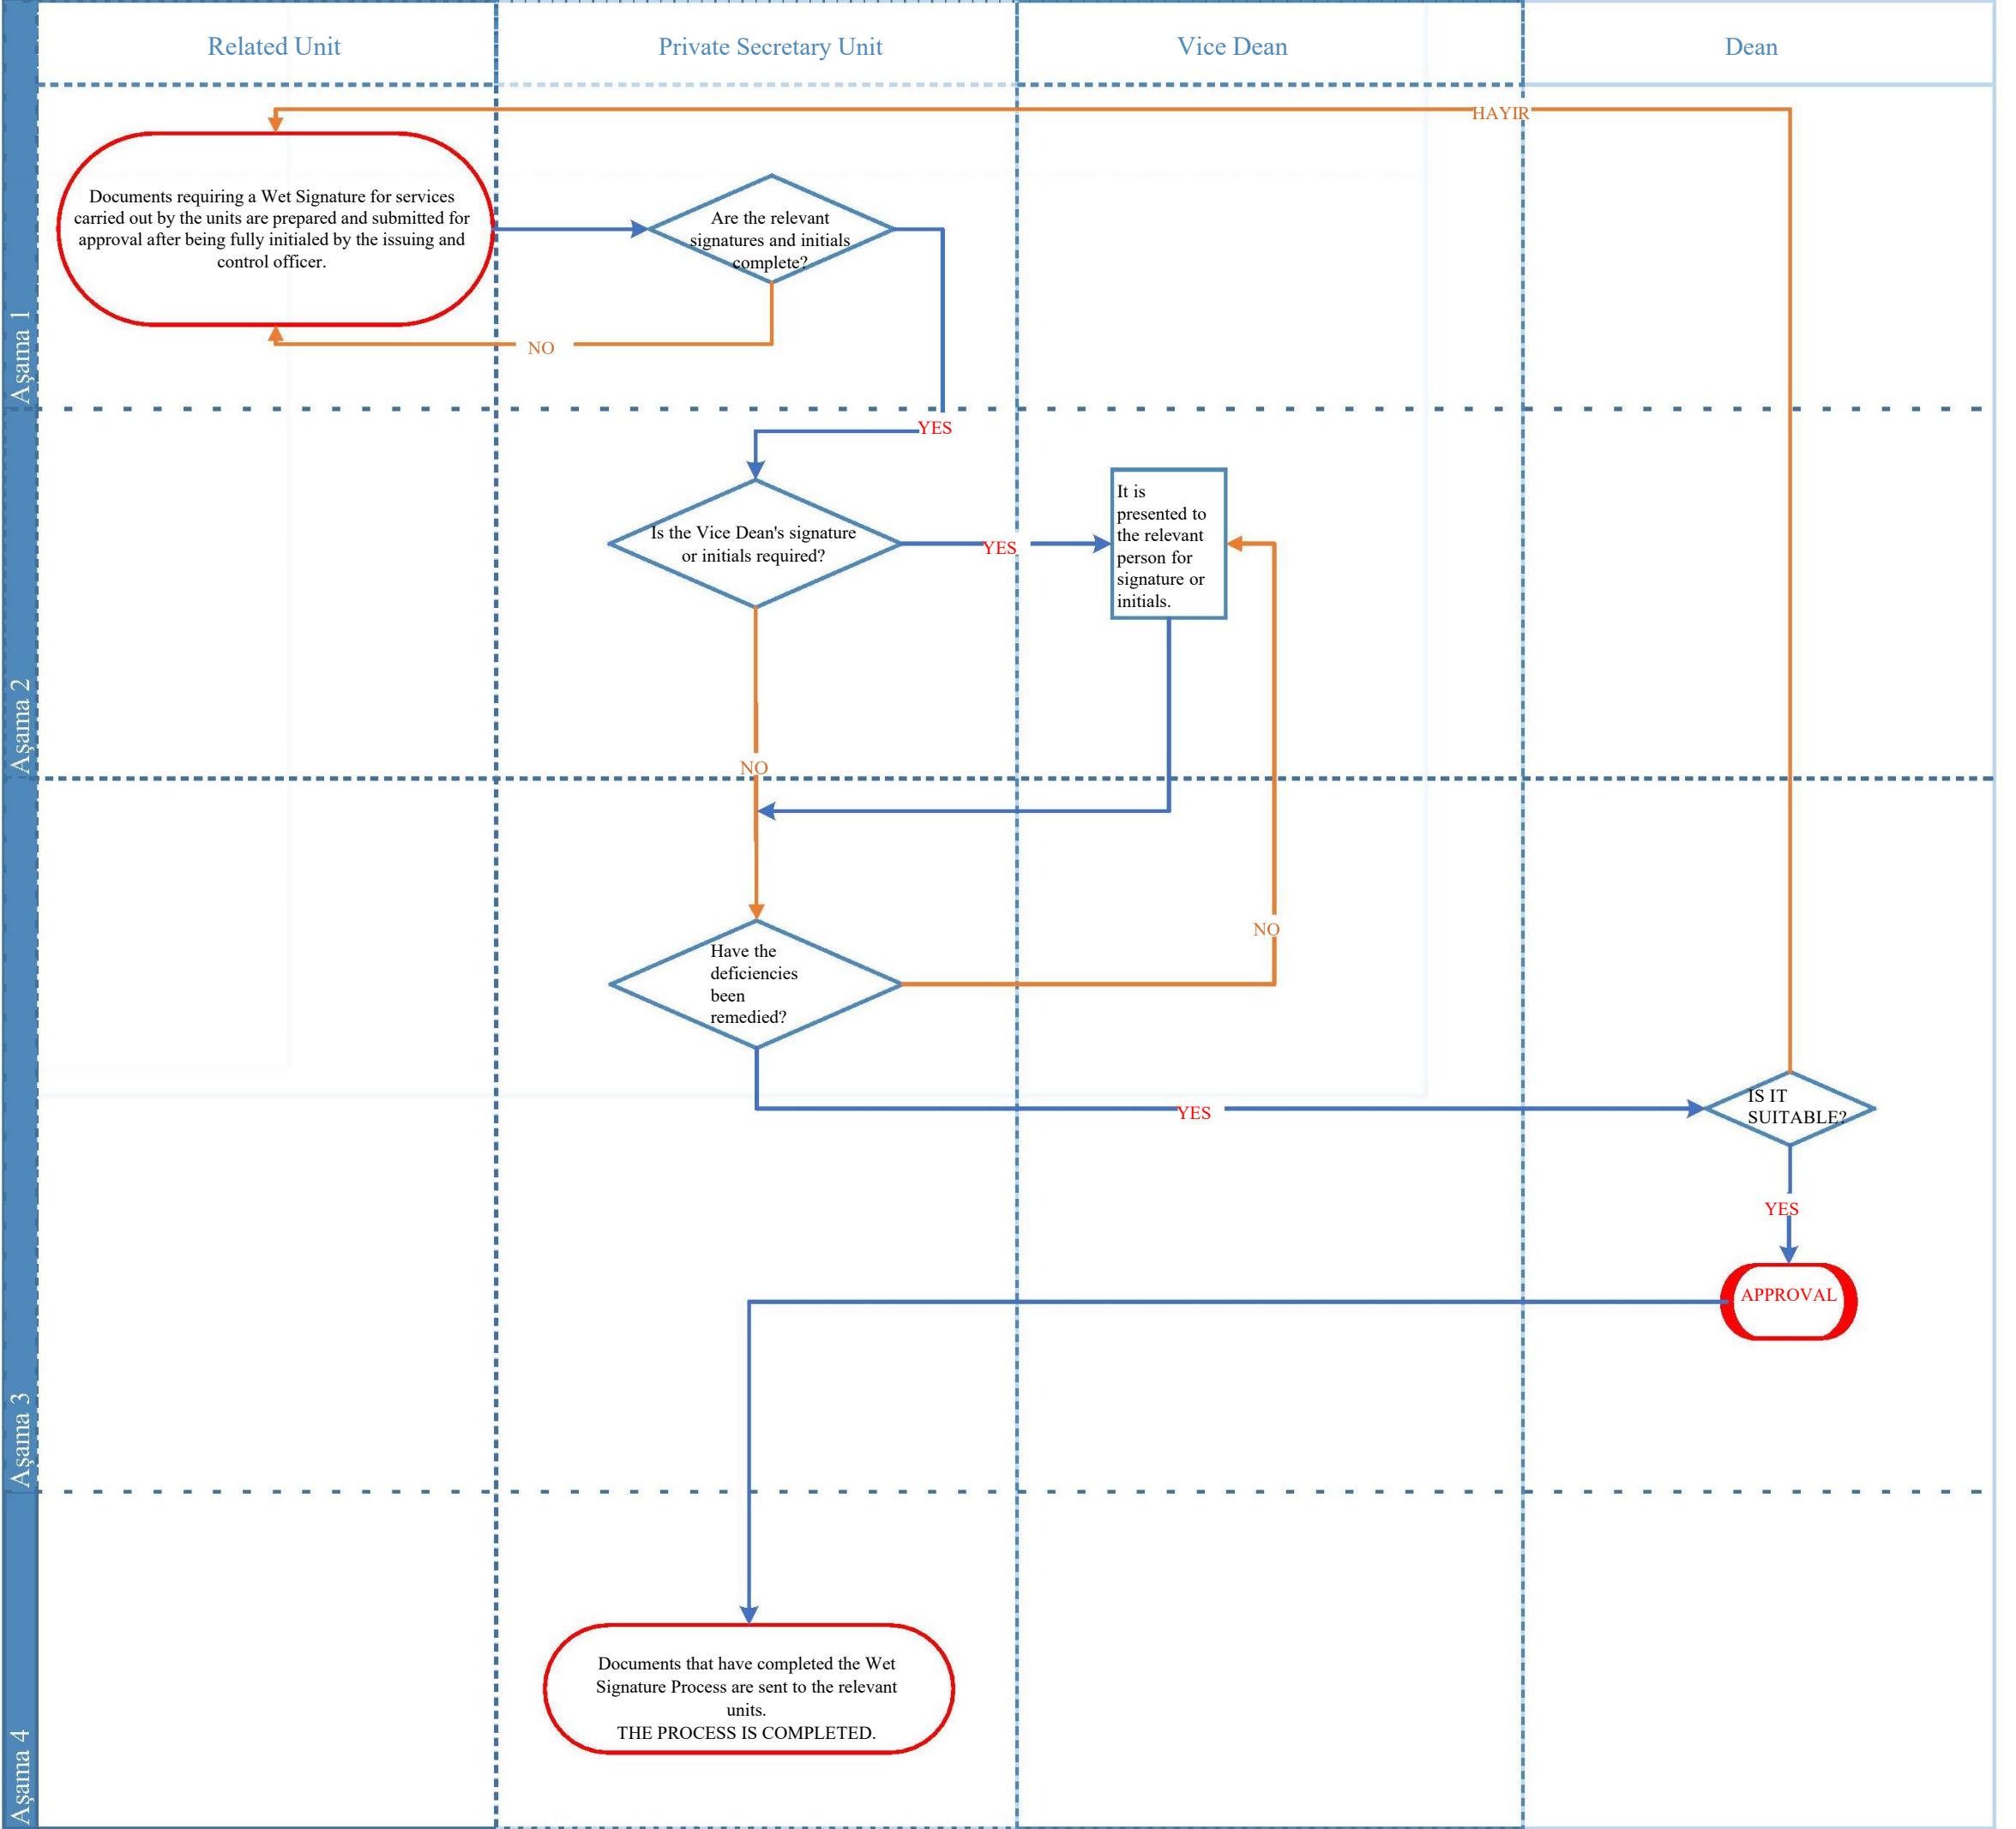 Related Unit
Private Secretary Unit
Vice Dean
Dean
HAYIR
Documents requiring a Wet Signature for services
carried out by the units are prepared and submitted for
approval after being fully initialed by the issuing and
control officer.
Are the relevant
signatures and initials
complete?
NO
Aşama 1
YES
Is the Vice Dean's signature
or initials required?
YES
It is
presented to
the relevant
person for
signature or
initials.
Aşama 2
NO
Have the
deficiencies
been
remedied?
NO
YES
IS IT
SUITABLE?
YES
APPROVAL
Aşama 3
Documents that have completed the Wet
Signature Process are sent to the relevant
units.
THE PROCESS IS COMPLETED.
Aşama 4